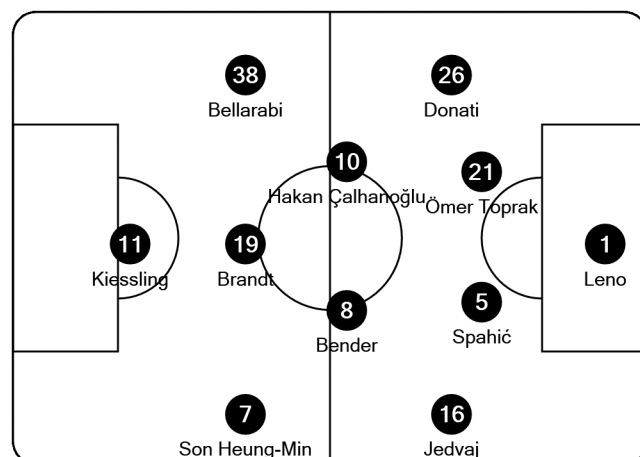 38
Bellarabi
26
Donati
10
Hakan Çalhanoğlu
21
Ömer Toprak
11
Kiessling
19
Brandt
1
Leno
8
Bender
5
Spahić
7
Son Heung-Min
16
Jedvaj